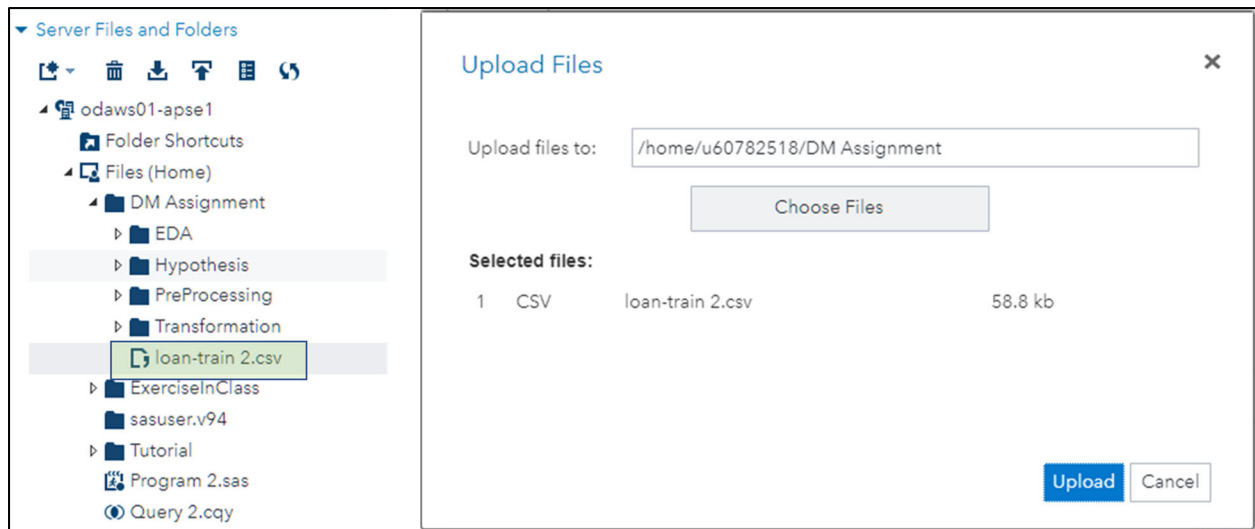 Server Files and Folders
odaws01-apse1
Folder Shortcuts
Files (Home)
DM Assignment
EDA
Hypothesis
PreProcessing
Transformation
loan-train 2.csv
ExerciseInClass
sasuser.v94
Tutorial
Program 2.sas
Query 2.cqy
Upload Files
Upload files to: /home/u60782518/DM Assignment
Choose Files
Selected files:
1 CSV loan-train 2.csv 58.8 kb
Upload Cancel